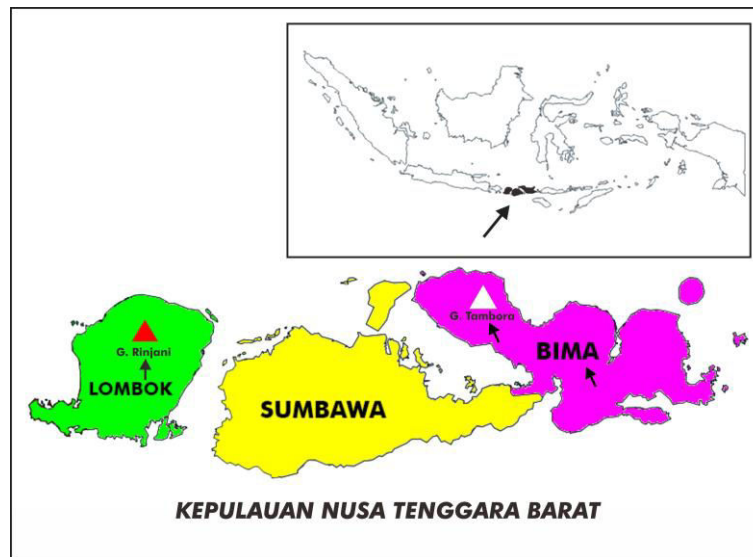 G. Tambora
G. Rinjani
BIMA
LOMBOK
SUMBAWA
KEPULAUAN NUSA TENGGARA BARAT